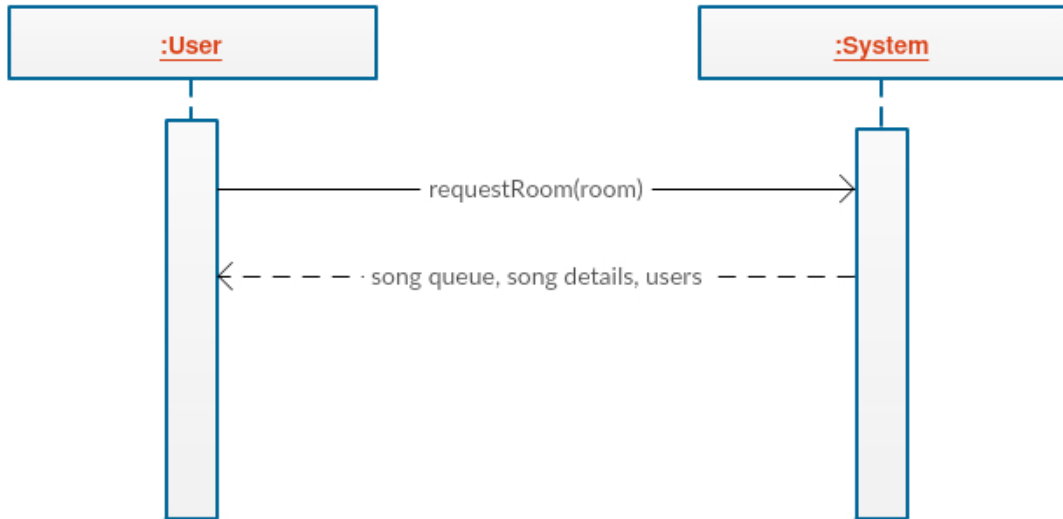 :User
:System
requestRoom(room)
song queue, song details, users